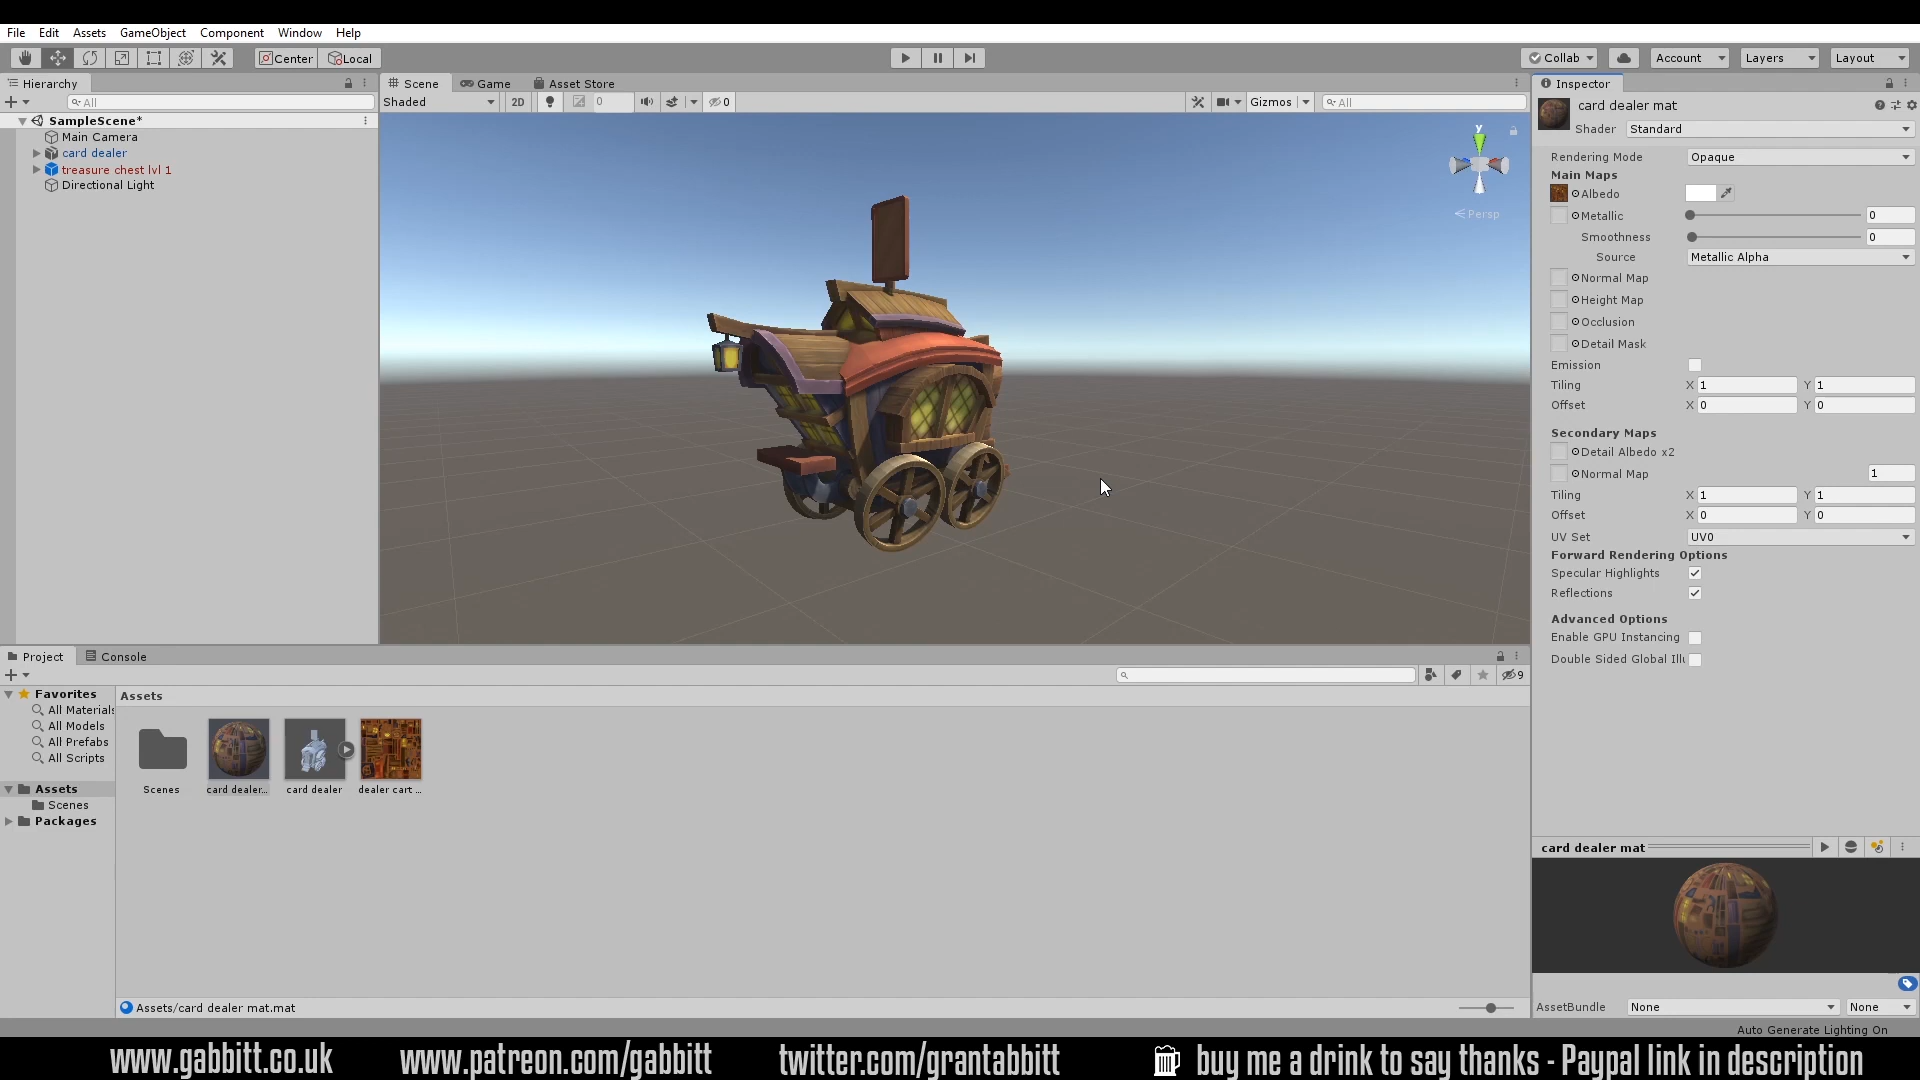 File Edit Assets GameObject Component Window Help
Center Local Collab Account Layers Layout
Hierarchy
All
SampleScene*
Main Camera
card dealer
treasure chest lvl 1
Directional Light
Scene Game Asset Store
Shaded 2D 0 0 Gizmos All
y
Persp
Inspector
card dealer mat
Shader Standard
Rendering Mode Opaque
Main Maps
Albedo
Metallic 0
Smoothness 0
Source Metallic Alpha
Normal Map
Height Map
Occlusion
Detail Mask
Emission
Tiling X 1 Y 1
Offset X 0 Y 0
Secondary Maps
Detail Albedo x2
Normal Map 1
Tiling X 1 Y 1
Offset X 0 Y 0
UV Set UV0
Forward Rendering Options
Specular Highlights
Reflections
Advanced Options
Enable GPU Instancing
Double Sided Global Illu
card dealer mat
AssetBundle None None
Project Console
9
Favorites
All Materials
All Models
All Prefabs
All Scripts
Assets
Scenes
Packages
Assets
Scenes card dealer... card dealer dealer cart ...
Assets/card dealer mat.mat
Auto Generate Lighting On
www.gabbitt.co.uk www.patreon.com/gabbitt twitter.com/grantabbitt buy me a drink to say thanks - Paypal link in description